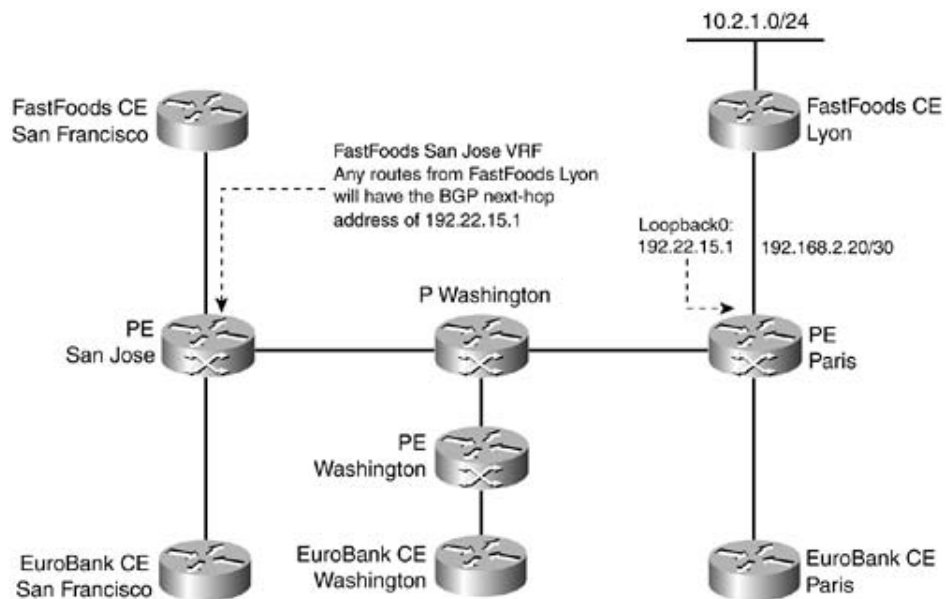 10.2.1.0/24
FastFoods CE
San Francisco
FastFoods CE
Lyon
FastFoods San Jose VRF
Any routes from FastFoods Lyon
will have the BGP next-hop
address of 192.22.15.1
Loopback0:
192.22.15.1
192.168.2.20/30
P Washington
PE
San Jose
PE
Paris
PE
Washington
EuroBank CE
San Francisco
EuroBank CE
Washington
EuroBank CE
Paris